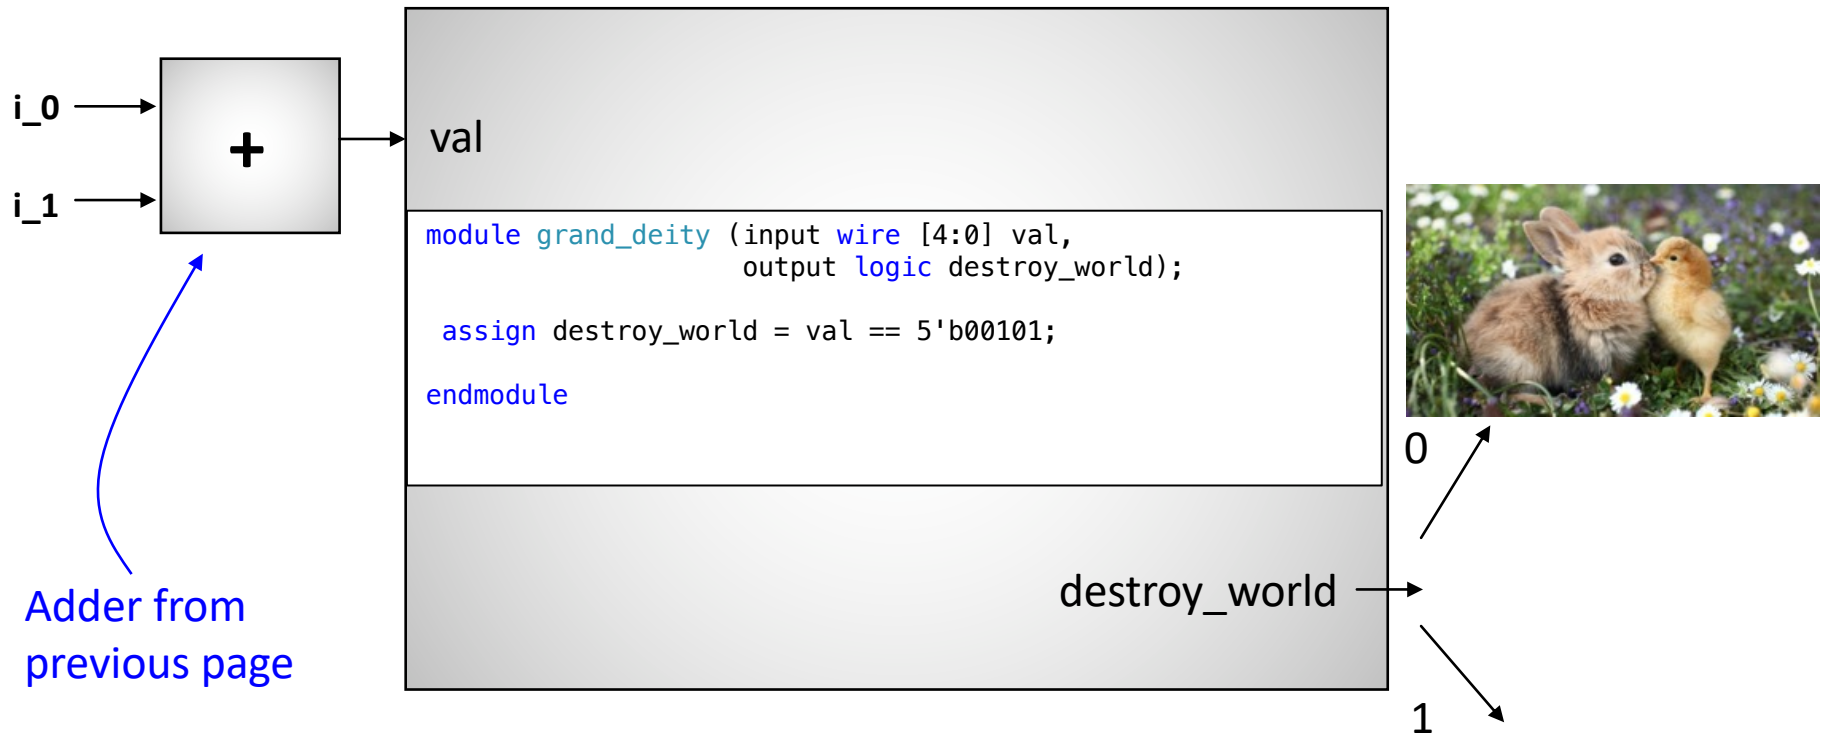 i_0
i_1
+
val
module grand_deity (input wire [4:0] val,
output logic destroy_world);
assign destroy_world = val == 5'b00101;
endmodule
0
destroy_world
1
Adder from
previous page